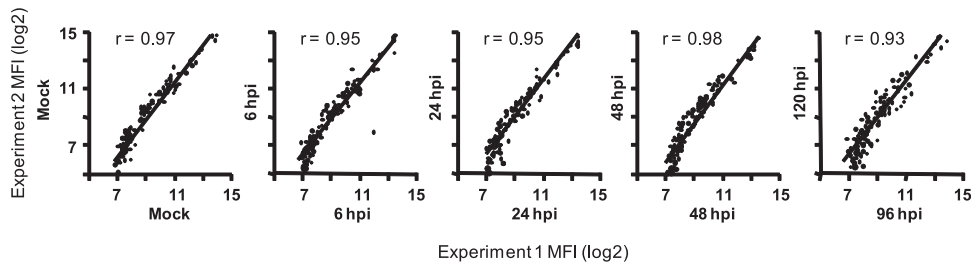 Experiment 2 MFI (log2)
Mock
15
11
7
r = 0.97
7 11 15
Mock
6 hpi
r = 0.95
7 11 15
6 hpi
24 hpi
r = 0.95
7 11 15
24 hpi
48 hpi
r = 0.98
7 11 15
48 hpi
120 hpi
r = 0.93
7 11 15
96 hpi
Experiment 1 MFI (log2)